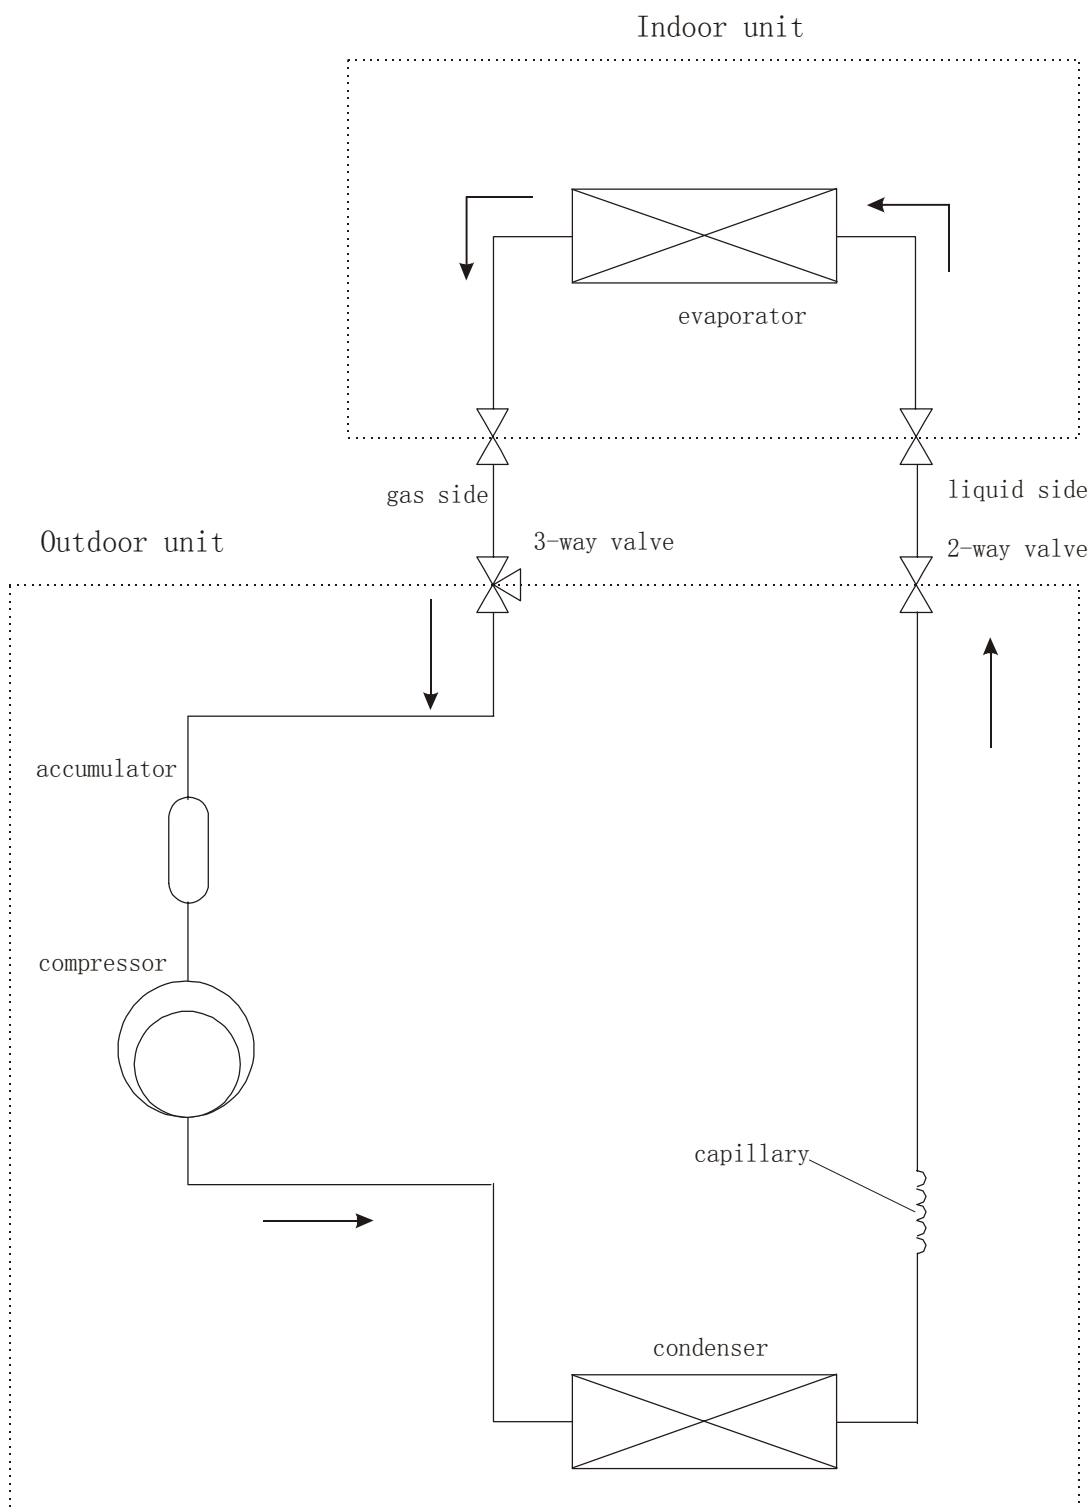 Indoor unit
evaporator
gas side
liquid side
Outdoor unit
3-way valve
2-way valve
accumulator
compressor
capillary
condenser